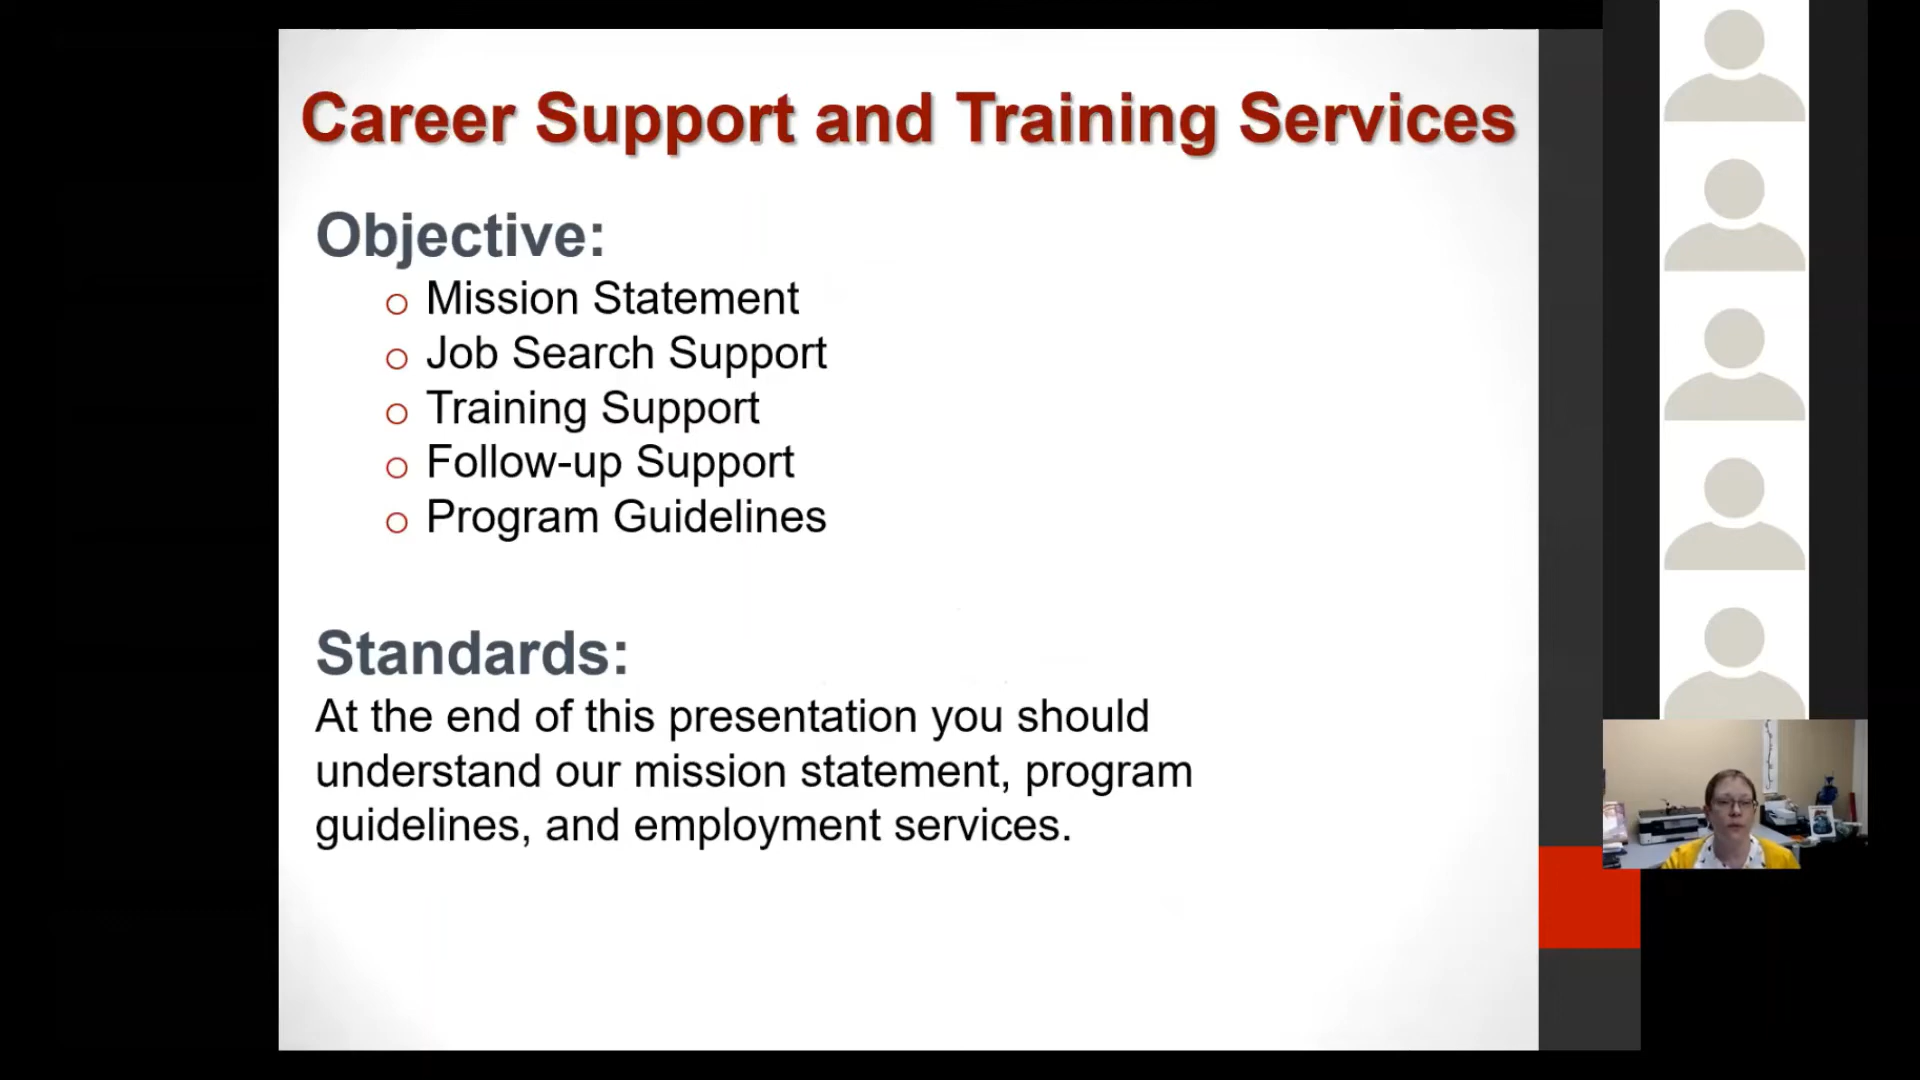 Career Support and Training Services
Objective:
Mission Statement
Job Search Support
Training Support
Follow-up Support
Program Guidelines
Standards:
At the end of this presentation you should
understand our mission statement, program
guidelines, and employment services.